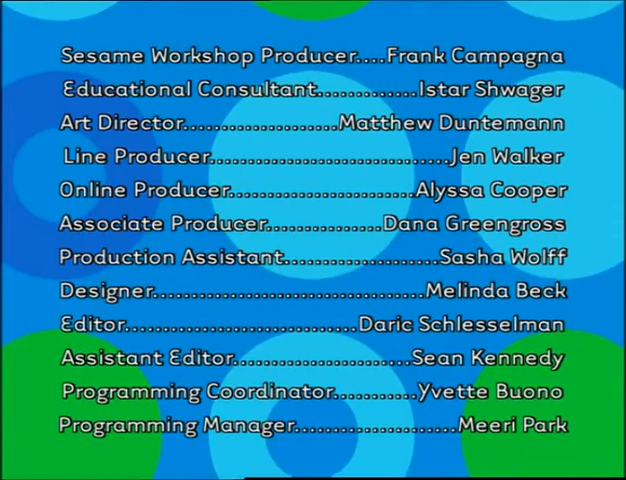 Sesame Workshop Producer....Frank Campagna
Educational Consultant.............Istar Shwager
Art Director....................Matthew Duntemann
Line Producer................................Jen Walker
Online Producer.........................Alyssa Cooper
Associate Producer...............Dana Greengross
Production Assistant.....................Sasha Wolff
Designer....................................Melinda Beck
Editor..............................Daric Schlesselman
Assistant Editor.......................Sean Kennedy
Programming Coordinator...........Yvette Buono
Programming Manager.....................Meeri Park